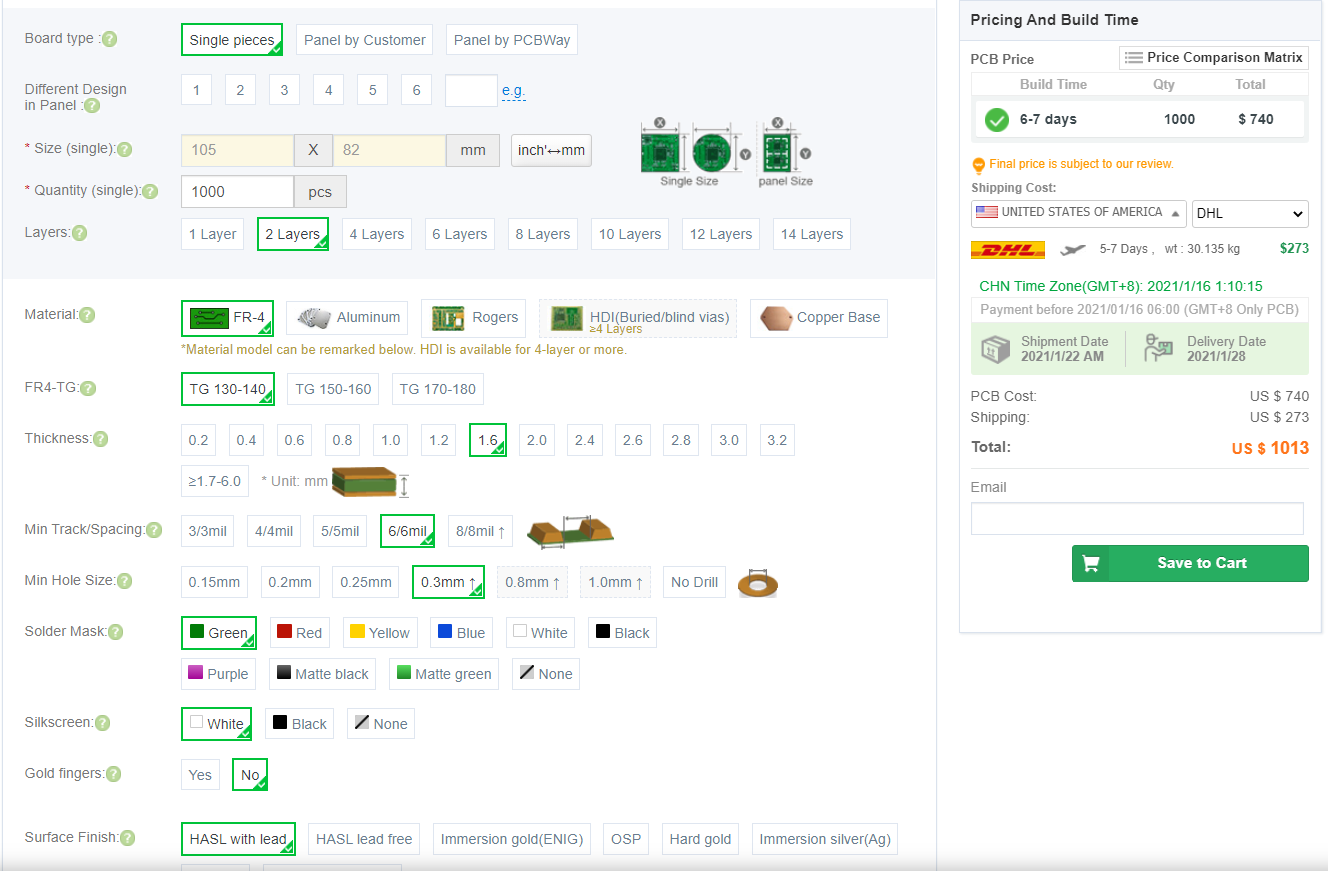 Board type :
Single pieces
Panel by Customer
Panel by PCBWay
Different Design
in Panel :
1
2
3
4
5
6
e.g.
* Size (single):
105
X
82
mm
inch'↔mm
X
X
Y
Y
Single Size
panel Size
* Quantity (single):
1000
pcs
Layers:
1 Layer
2 Layers
4 Layers
6 Layers
8 Layers
10 Layers
12 Layers
14 Layers
Material:
FR-4
Aluminum
Rogers
HDI(Buried/blind vias)
≥4 Layers
Copper Base
*Material model can be remarked below. HDI is available for 4-layer or more.
FR4-TG:
TG 130-140
TG 150-160
TG 170-180
Thickness:
0.2
0.4
0.6
0.8
1.0
1.2
1.6
2.0
2.4
2.6
2.8
3.0
3.2
≥1.7-6.0
* Unit: mm
Min Track/Spacing:
3/3mil
4/4mil
5/5mil
6/6mil
8/8mil ↑
Min Hole Size:
0.15mm
0.2mm
0.25mm
0.3mm ↑
0.8mm ↑
1.0mm ↑
No Drill
Solder Mask:
Green
Red
Yellow
Blue
White
Black
Purple
Matte black
Matte green
None
Silkscreen:
White
Black
None
Gold fingers:
Yes
No
Surface Finish:
HASL with lead
HASL lead free
Immersion gold(ENIG)
OSP
Hard gold
Immersion silver(Ag)
Pricing And Build Time
PCB Price
Price Comparison Matrix
Build Time
Qty
Total
6-7 days
1000
$ 740
Final price is subject to our review.
Shipping Cost:
UNITED STATES OF AMERICA
DHL
DHL
5-7 Days , wt : 30.135 kg
$273
CHN Time Zone(GMT+8): 2021/1/16 1:10:15
Payment before 2021/01/16 06:00 (GMT+8 Only PCB)
Shipment Date
2021/1/22 AM
Delivery Date
2021/1/28
PCB Cost:
US $ 740
Shipping:
US $ 273
Total:
US $ 1013
Email
Save to Cart